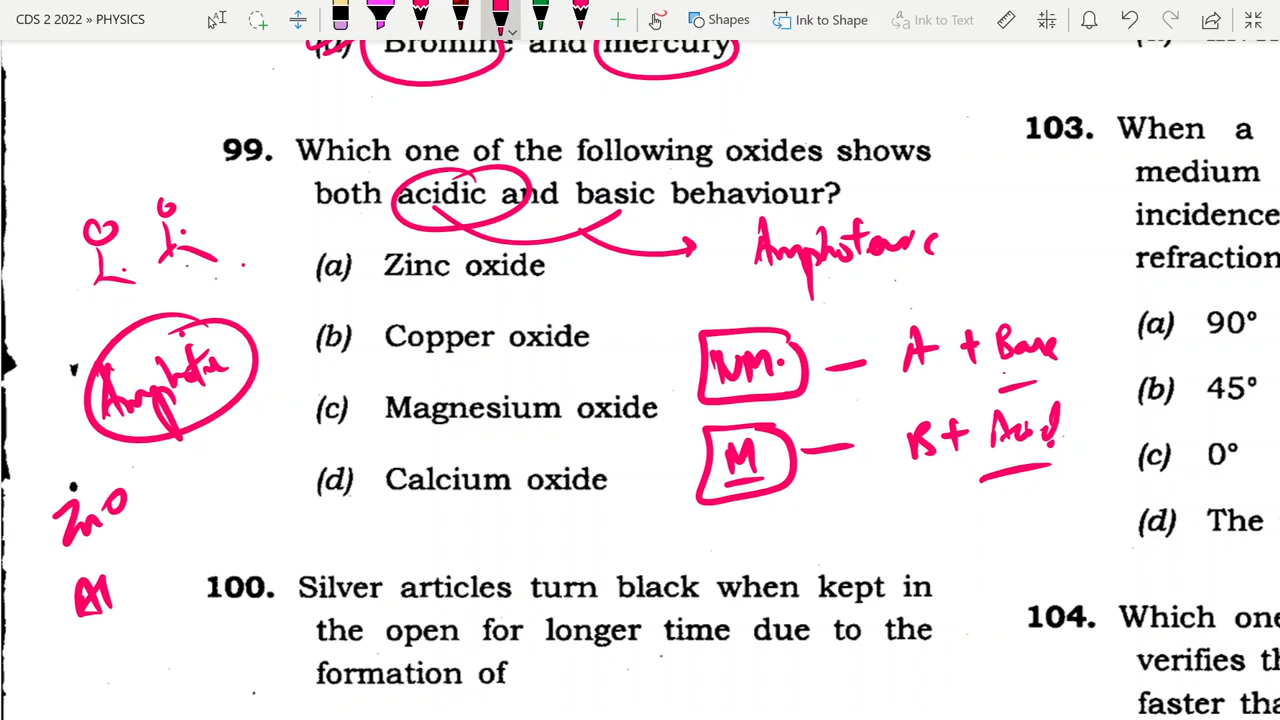 CDS 2 2022 » PHYSICS
Shapes
Ink to Shape
Ink to Text
Bromine and mercury
99. Which one of the following oxides shows
both acidic and basic behaviour?
(a) Zinc oxide
(b) Copper oxide
(c) Magnesium oxide
(d) Calcium oxide
NM. — A + Base
M — B + Acid
ZnO
Al
100. Silver articles turn black when kept in
the open for longer time due to the
formation of
103. When a
medium
incidence
refraction
(a) 90°
(b) 45°
(c) 0°
(d) The
104. Which one
verifies th
faster tha